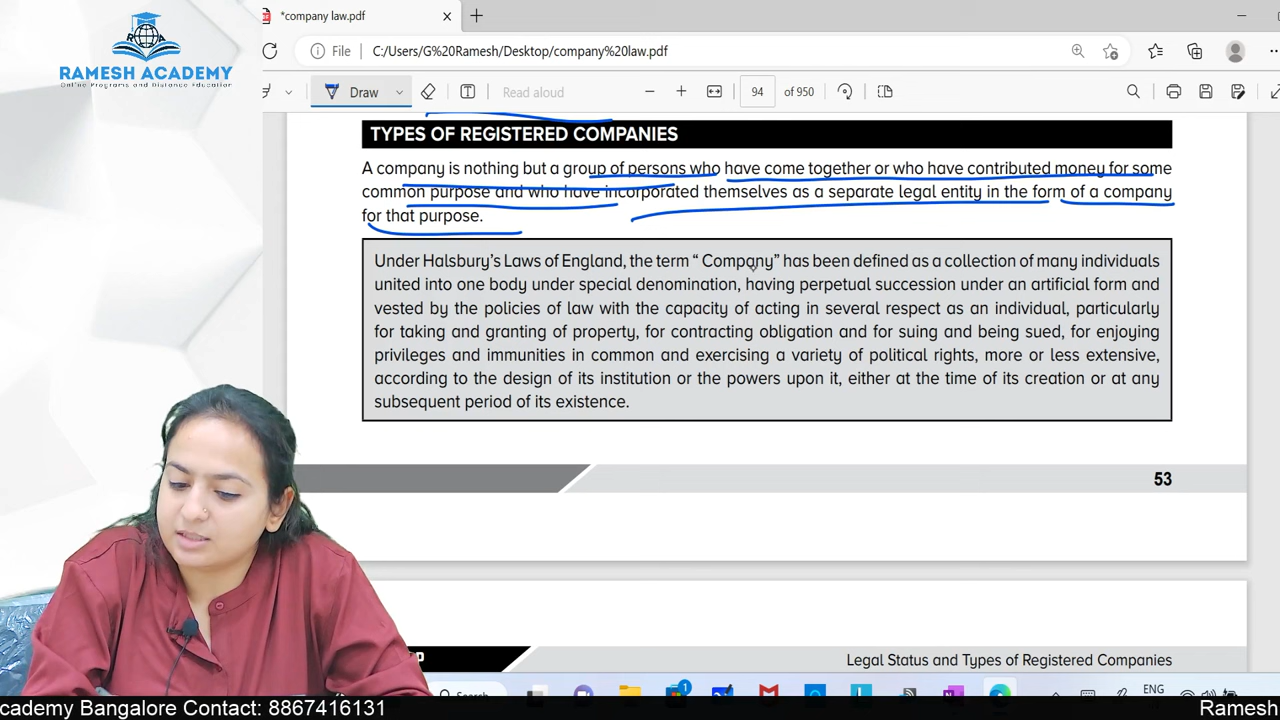 *company law.pdf
RAMESH ACADEMY
Online Programs and Distance Education
File C:/Users/G%20Ramesh/Desktop/company%20law.pdf
Draw Read aloud 94 of 950
TYPES OF REGISTERED COMPANIES
A company is nothing but a group of persons who have come together or who have contributed money for some
common purpose and who have incorporated themselves as a separate legal entity in the form of a company
for that purpose.
Under Halsbury's Laws of England, the term “ Company” has been defined as a collection of many individuals
united into one body under special denomination, having perpetual succession under an artificial form and
vested by the policies of law with the capacity of acting in several respect as an individual, particularly
for taking and granting of property, for contracting obligation and for suing and being sued, for enjoying
privileges and immunities in common and exercising a variety of political rights, more or less extensive,
according to the design of its institution or the powers upon it, either at the time of its creation or at any
subsequent period of its existence.
53
Legal Status and Types of Registered Companies
Search
ENG
academy Bangalore Contact: 8867416131 Ramesh